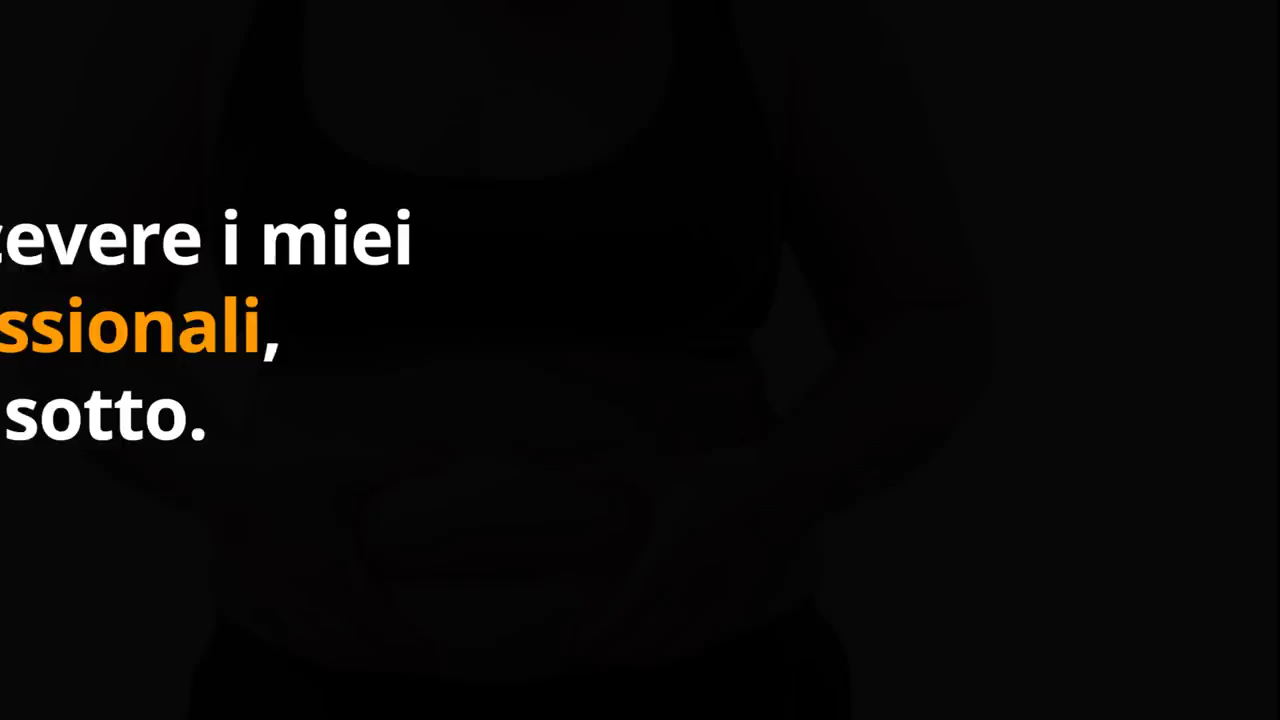 cevere i miei
ssionali,
sotto.